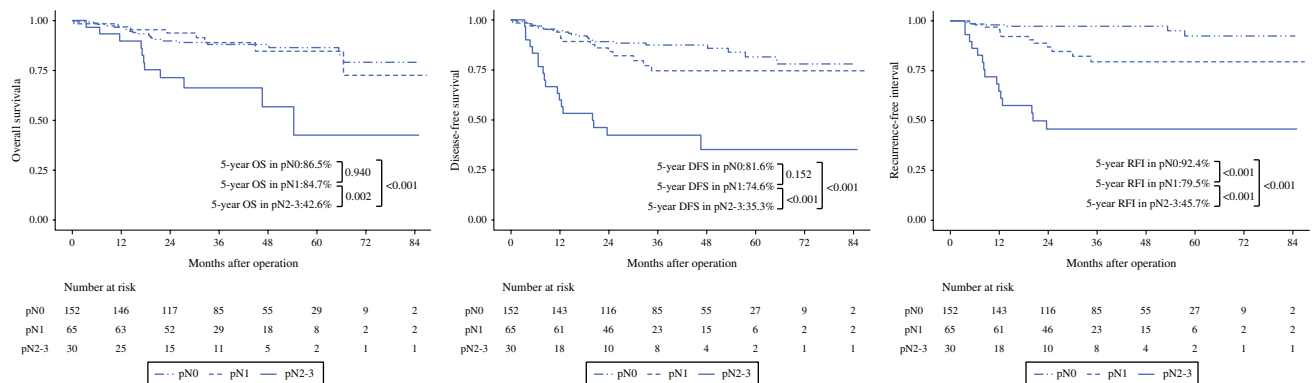 Overall survivala
1.00
0.75
0.50
0.25
0.00
5-year OS in pN0:86.5%
5-year OS in pN1:84.7%
5-year OS in pN2-3:42.6%
0.940
0.002
<0.001
0 12 24 36 48 60 72 84
Months after operation
Number at risk
pN0 152 146 117 85 55 29 9 2
pN1 65 63 52 29 18 8 2 2
pN2-3 30 25 15 11 5 2 1 1
pN0 pN1 pN2-3
Disease-free survival
1.00
0.75
0.50
0.25
0.00
5-year DFS in pN0:81.6%
5-year DFS in pN1:74.6%
5-year DFS in pN2-3:35.3%
0.152
<0.001
<0.001
0 12 24 36 48 60 72 84
Months after operation
Number at risk
pN0 152 143 116 85 55 27 9 2
pN1 65 61 46 23 15 6 2 2
pN2-3 30 18 10 8 4 2 1 1
pN0 pN1 pN2-3
Recurrence-free interval
1.00
0.75
0.50
0.25
0.00
5-year RFI in pN0:92.4%
5-year RFI in pN1:79.5%
5-year RFI in pN2-3:45.7%
<0.001
<0.001
<0.001
0 12 24 36 48 60 72 84
Months after operation
Number at risk
pN0 152 143 116 85 55 27 9 2
pN1 65 61 46 23 15 6 2 2
pN2-3 30 18 10 8 4 2 1 1
pN0 pN1 pN2-3